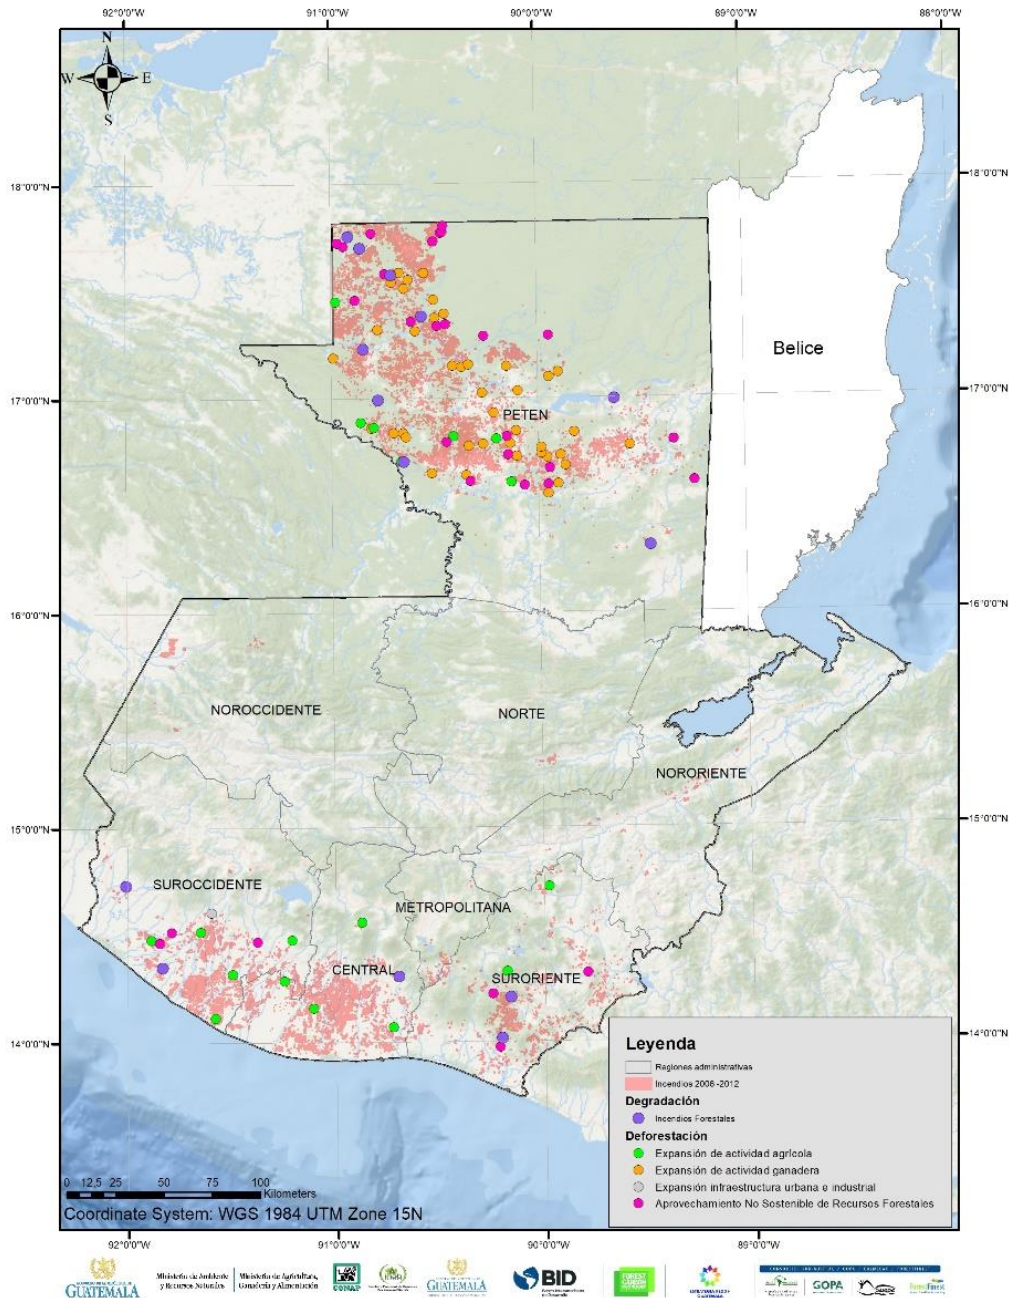 92°0'0"W 91°0'0"W 90°0'0"W 89°0'0"W 88°0'0"W
N
W E
S
18°0'0"N 18°0'0"N
Belice
17°0'0"N 17°0'0"N
PETEN
16°0'0"N 16°0'0"N
NOROCCIDENTE
NORTE
NORORIENTE
15°0'0"N 15°0'0"N
SUROCCIDENTE
METROPOLITANA
CENTRAL
SURORIENTE
14°0'0"N 14°0'0"N
Leyenda
Regiones administrativas
Incendios 2006-2012
Degradación
Incendios Forestales
Deforestación
Expansión de actividad agrícola
Expansión de actividad ganadera
Expansión infraestructura urbana e industrial
Aprovechamiento No Sostenible de Recursos Forestales
0 12,5 25 50 75 100
Kilometers
Coordinate System: WGS 1984 UTM Zone 15N
92°0'0"W 91°0'0"W 90°0'0"W 89°0'0"W
GUATEMALA
Ministerio de Ambiente
y Recursos Naturales
Ministerio de Agricultura,
Ganadería y Alimentación
CONAP
GUATEMALA
BID
FOREST
CARBON
GOPA